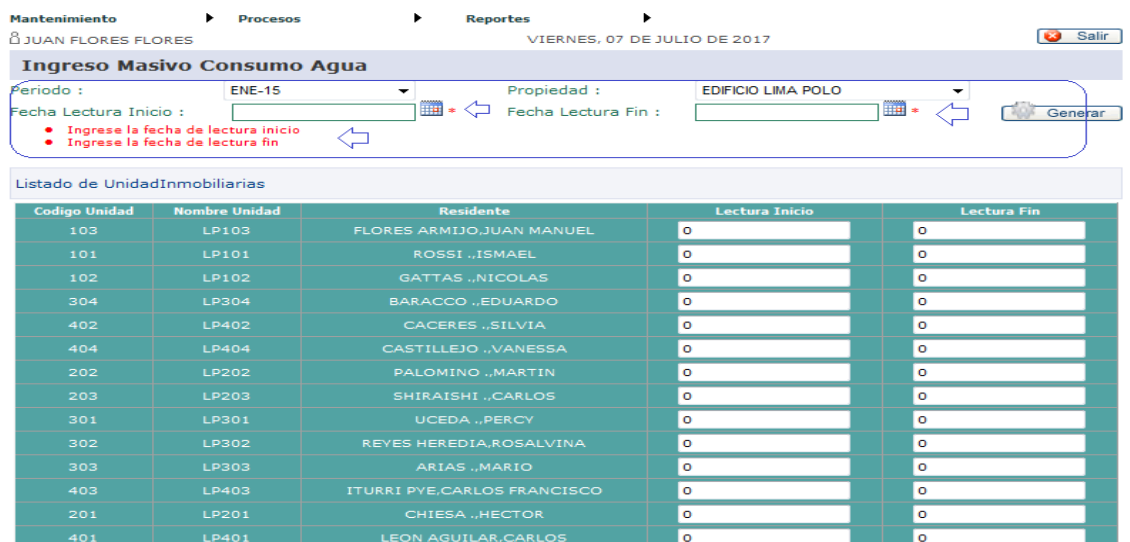 Mantenimiento Procesos Reportes
JUAN FLORES FLORES VIERNES, 07 DE JULIO DE 2017 Salir
Ingreso Masivo Consumo Agua
Periodo : ENE-15 Propiedad : EDIFICIO LIMA POLO
Fecha Lectura Inicio : * Fecha Lectura Fin : * Generar
Ingrese la fecha de lectura inicio
Ingrese la fecha de lectura fin
Listado de UnidadInmobiliarias
Codigo Unidad Nombre Unidad Residente Lectura Inicio Lectura Fin
103 LP103 FLORES ARMIJO,JUAN MANUEL 0 0
101 LP101 ROSSI .,ISMAEL 0 0
102 LP102 GATTAS .,NICOLAS 0 0
304 LP304 BARACCO .,EDUARDO 0 0
402 LP402 CACERES .,SILVIA 0 0
404 LP404 CASTILLEJO .,VANESSA 0 0
202 LP202 PALOMINO .,MARTIN 0 0
203 LP203 SHIRAISHI .,CARLOS 0 0
301 LP301 UCEDA .,PERCY 0 0
302 LP302 REYES HEREDIA,ROSALVINA 0 0
303 LP303 ARIAS .,MARIO 0 0
403 LP403 ITURRI PYE,CARLOS FRANCISCO 0 0
201 LP201 CHIESA .,HECTOR 0 0
401 LP401 LEON AGUILAR,CARLOS 0 0